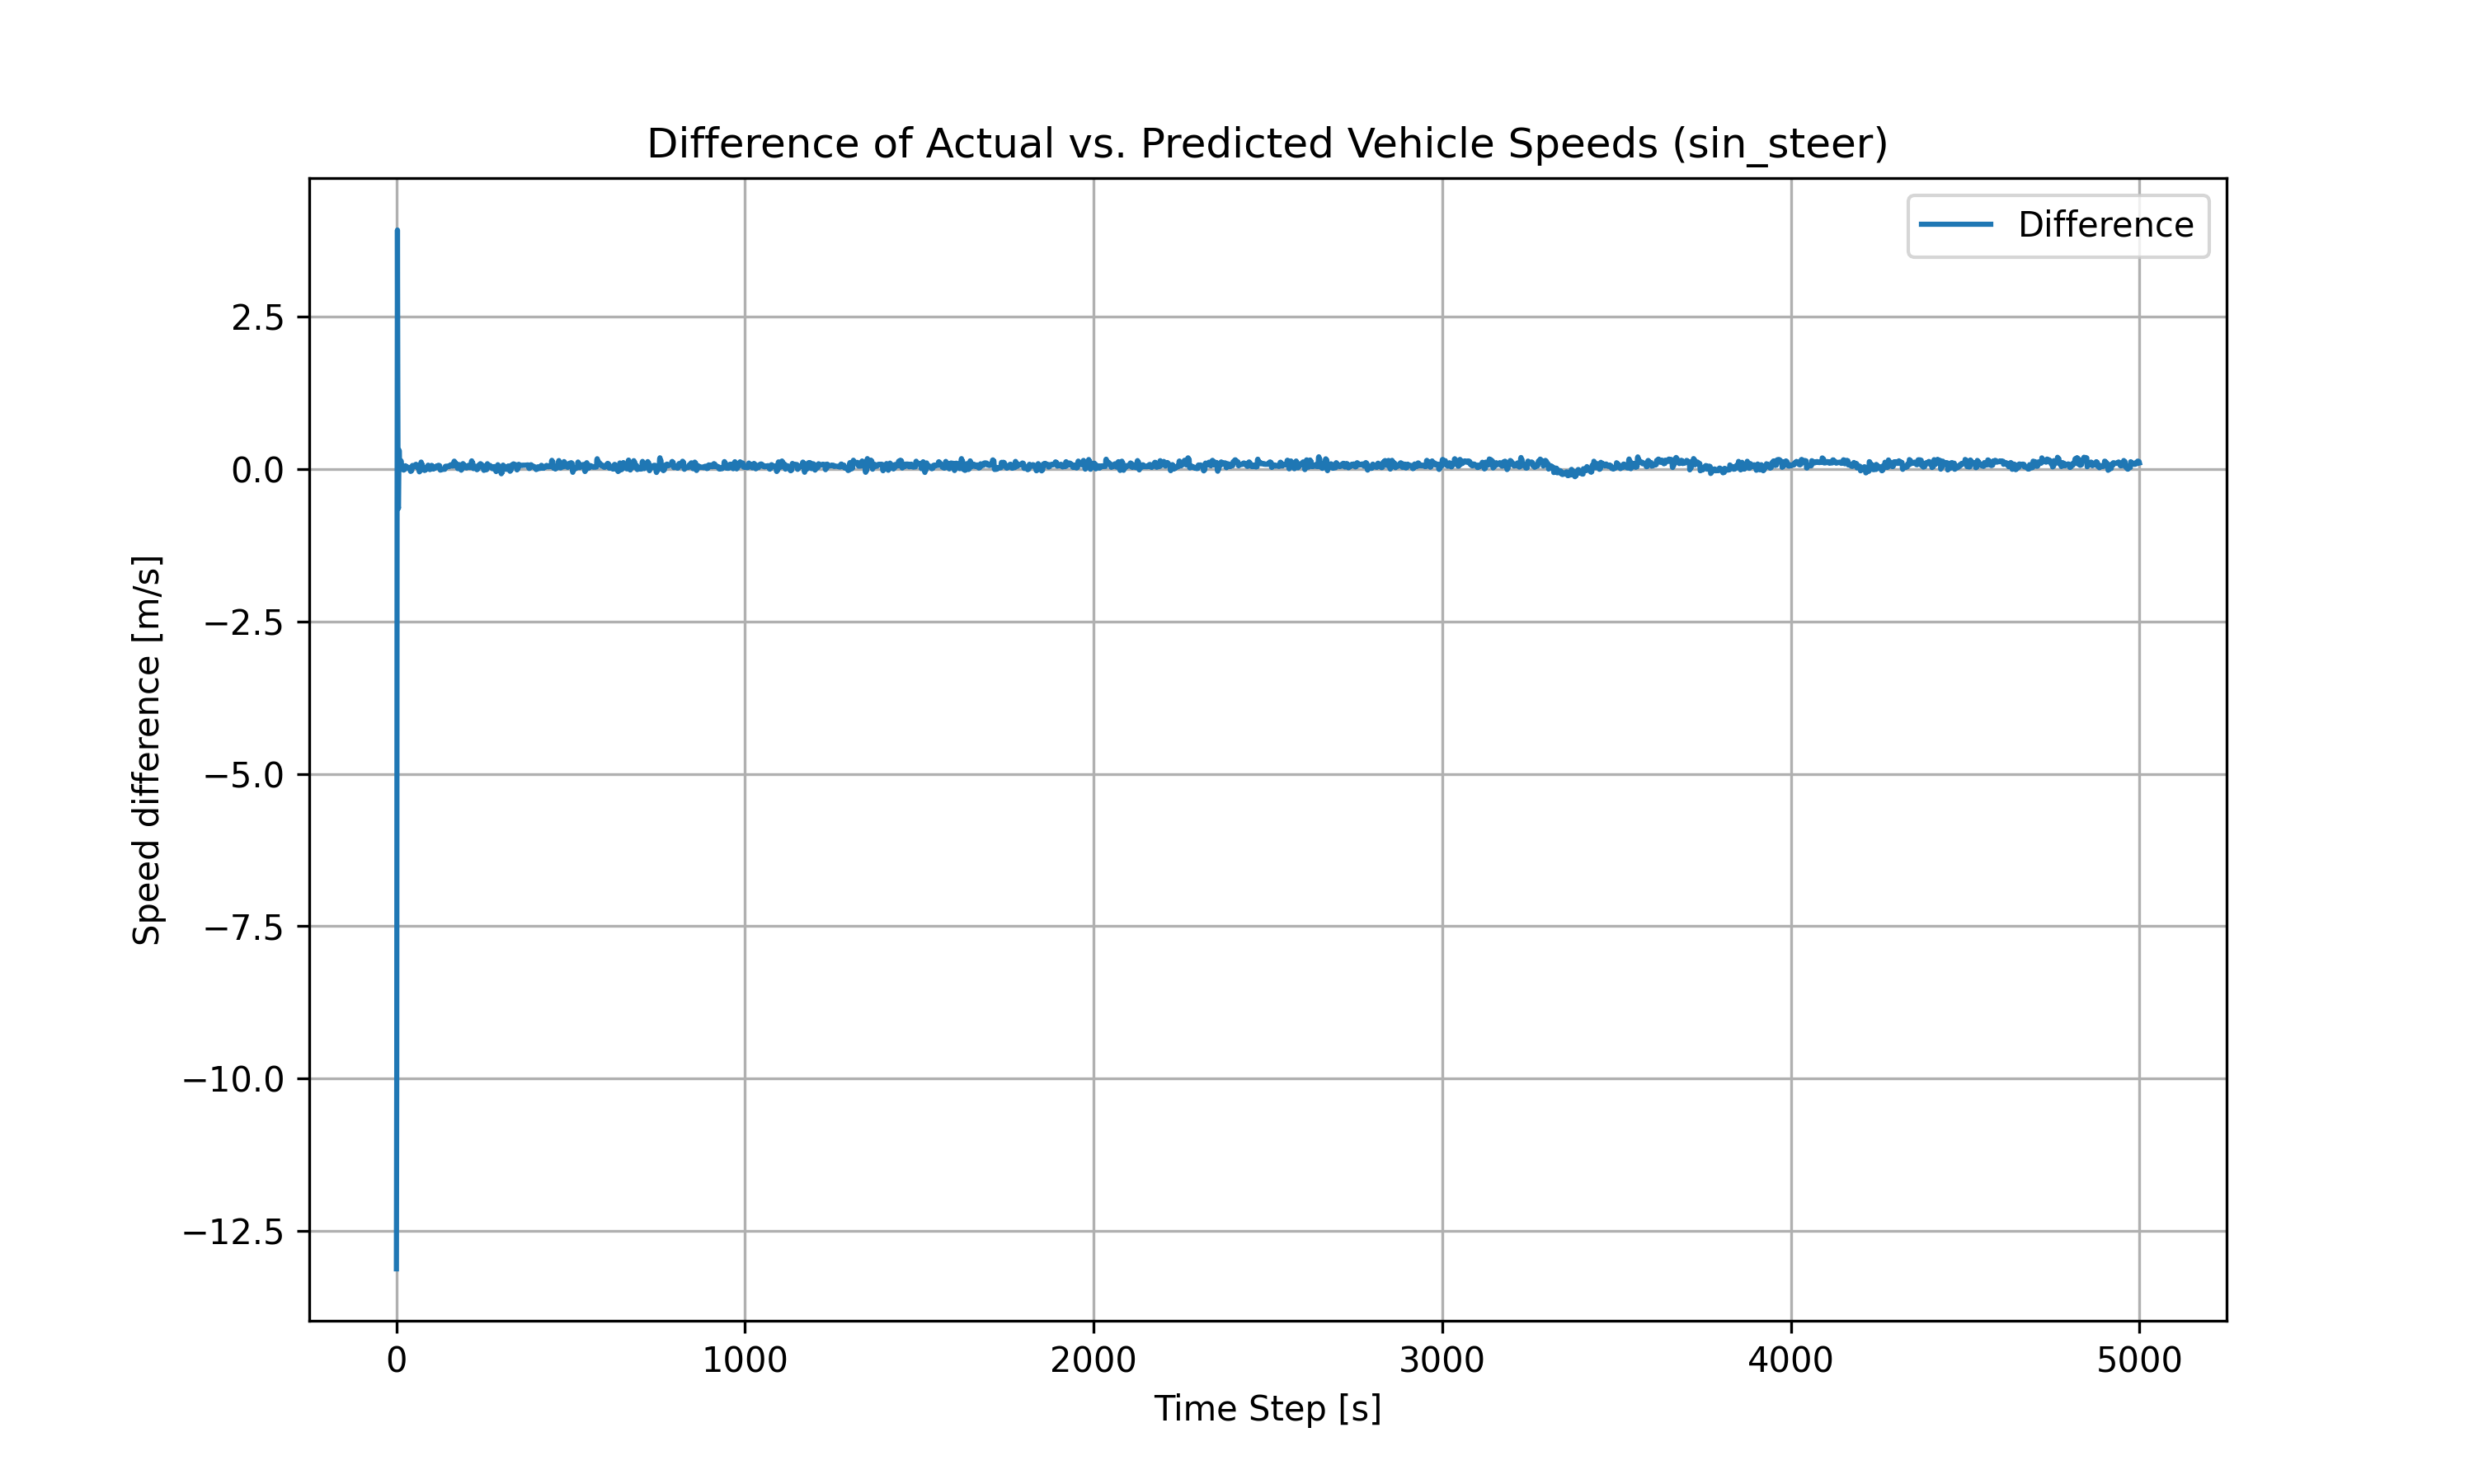 Difference of Actual vs. Predicted Vehicle Speeds (sin_steer)
Difference
2.5
0.0
−2.5
−5.0
−7.5
−10.0
−12.5
Speed difference [m/s]
0 1000 2000 3000 4000 5000
Time Step [s]